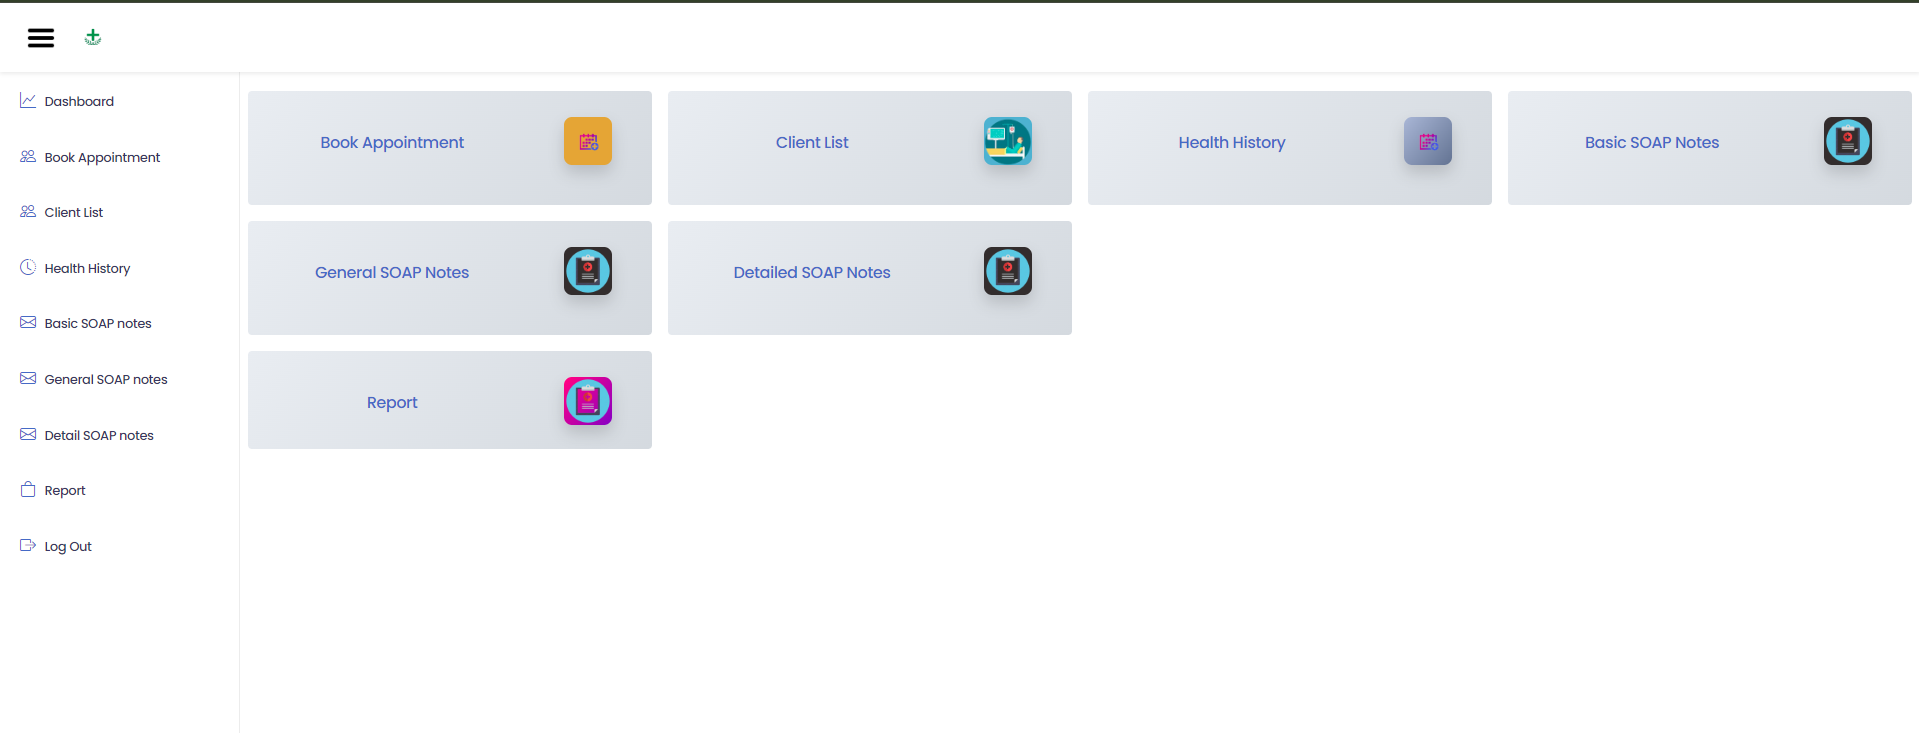 Dashboard
Book Appointment
Client List
Health History
Basic SOAP notes
General SOAP notes
Detail SOAP notes
Report
Log Out
Book Appointment
Client List
Health History
Basic SOAP Notes
General SOAP Notes
Detailed SOAP Notes
Report